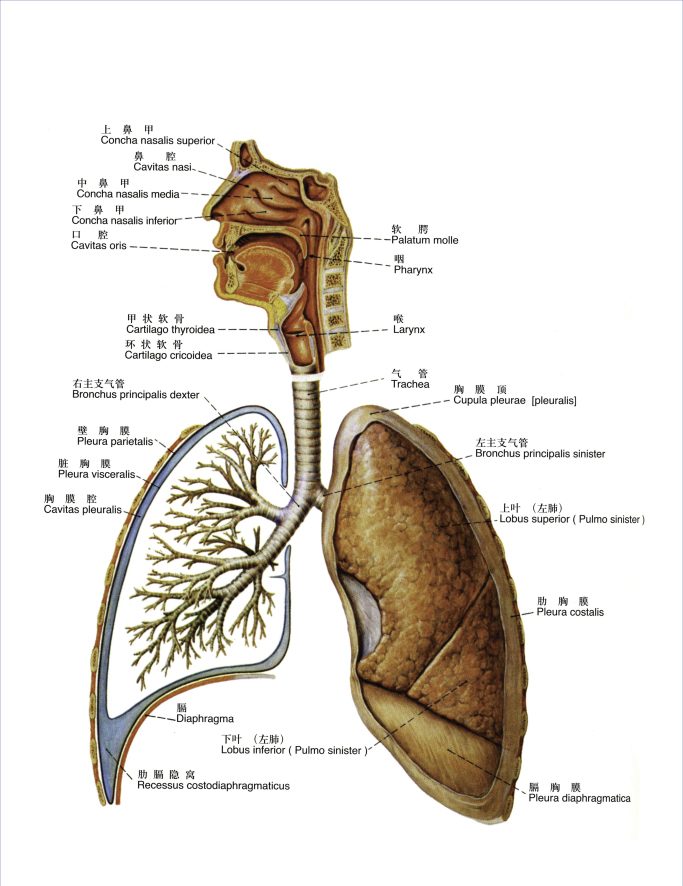 上鼻甲
Concha nasalis superior
鼻腔
Cavitas nasi
中鼻甲
Concha nasalis media
下鼻甲
Concha nasalis inferior
口腔
Cavitas oris
软腭
Palatum molle
咽
Pharynx
甲状软骨
Cartilago thyroidea
喉
Larynx
环状软骨
Cartilago cricoidea
气管
Trachea
右主支气管
Bronchus principalis dexter
胸膜顶
Cupula pleurae [pleuralis]
壁胸膜
Pleura parietalis
左主支气管
Bronchus principalis sinister
脏胸膜
Pleura visceralis
胸膜腔
Cavitas pleuralis
上叶 (左肺)
Lobus superior ( Pulmo sinister )
肋胸膜
Pleura costalis
膈
Diaphragma
下叶 (左肺)
Lobus inferior ( Pulmo sinister )
肋膈隐窝
Recessus costodiaphragmaticus
膈胸膜
Pleura diaphragmatica